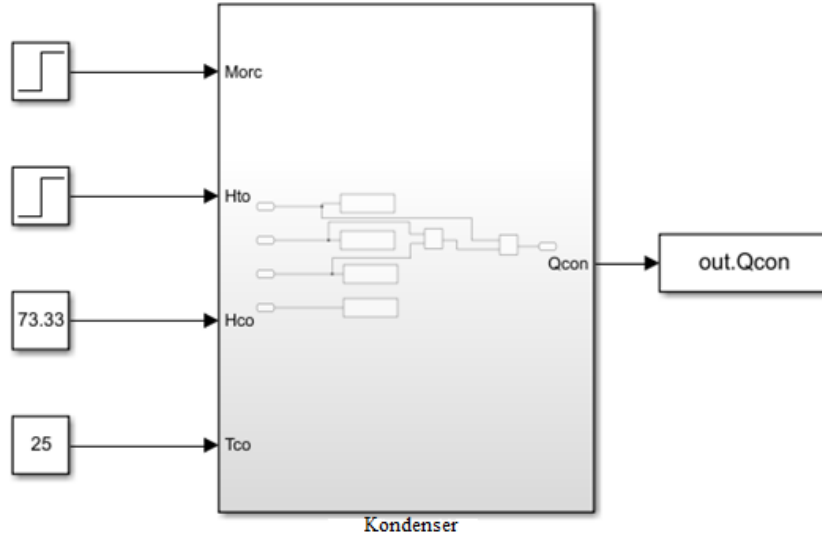 Morc
Hto
73.33
Hco
25
Tco
Qcon
out.Qcon
Kondenser